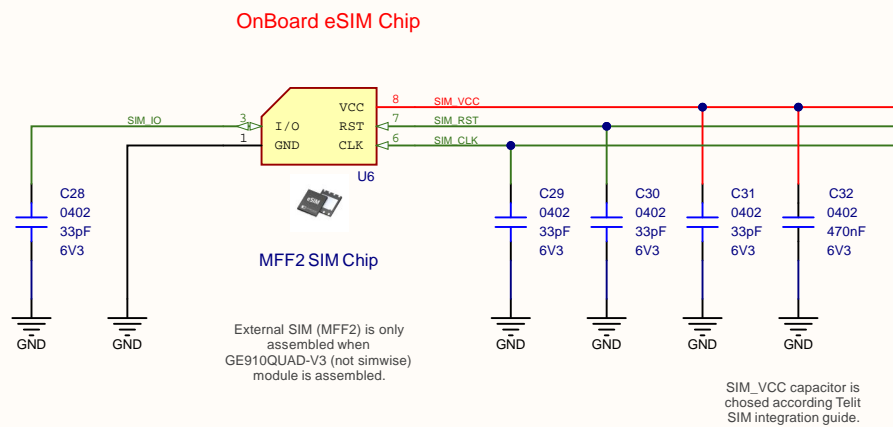 OnBoard eSIM Chip
SIM_IO
3
1
I/O
GND
VCC
RST
CLK
8
7
6
SIM_VCC
SIM_RST
SIM_CLK
U6
eSIM
MFF2 SIM Chip
C28
0402
33pF
6V3
C29
0402
33pF
6V3
C30
0402
33pF
6V3
C31
0402
33pF
6V3
C32
0402
470nF
6V3
GND
GND
GND
GND
GND
GND
External SIM (MFF2) is only
assembled when
GE910QUAD-V3 (not simwise)
module is assembled.
SIM_VCC capacitor is
chosed according Telit
SIM integration guide.